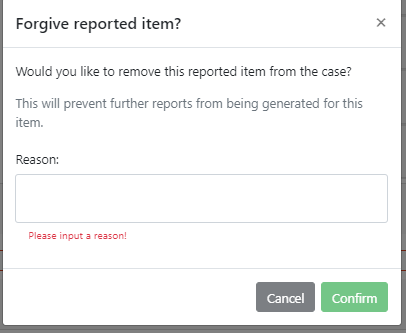 Forgive reported item?
×
Would you like to remove this reported item from the case?
This will prevent further reports from being generated for this
item.
Reason:
Please input a reason!
Cancel Confirm